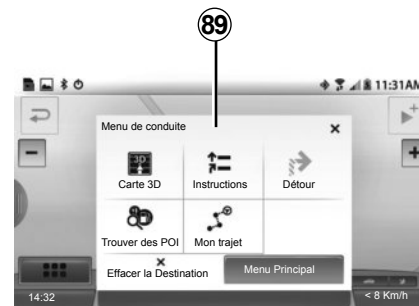 89
11:31AM
Menu de conduite
3D
Carte 3D
Instructions
Détour
Trouver des POI
Mon trajet
Effacer la Destination
Menu Principal
14:32
< 8 Km/h